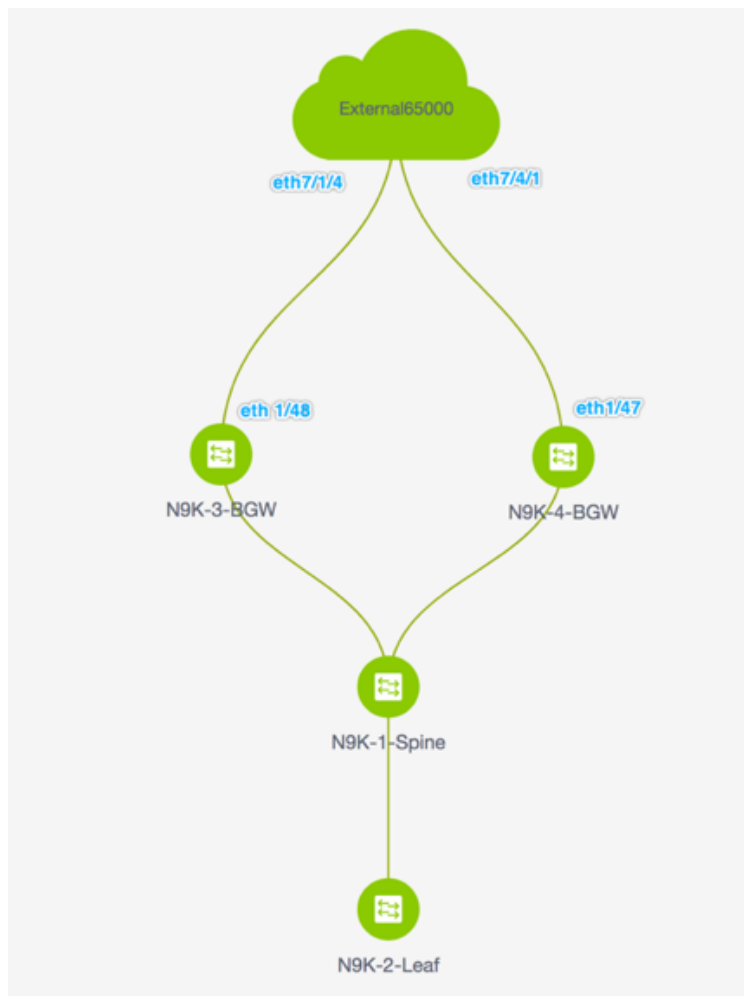 External65000
eth7/1/4
eth7/4/1
eth 1/48
eth1/47
N9K-3-BGW
N9K-4-BGW
N9K-1-Spine
N9K-2-Leaf